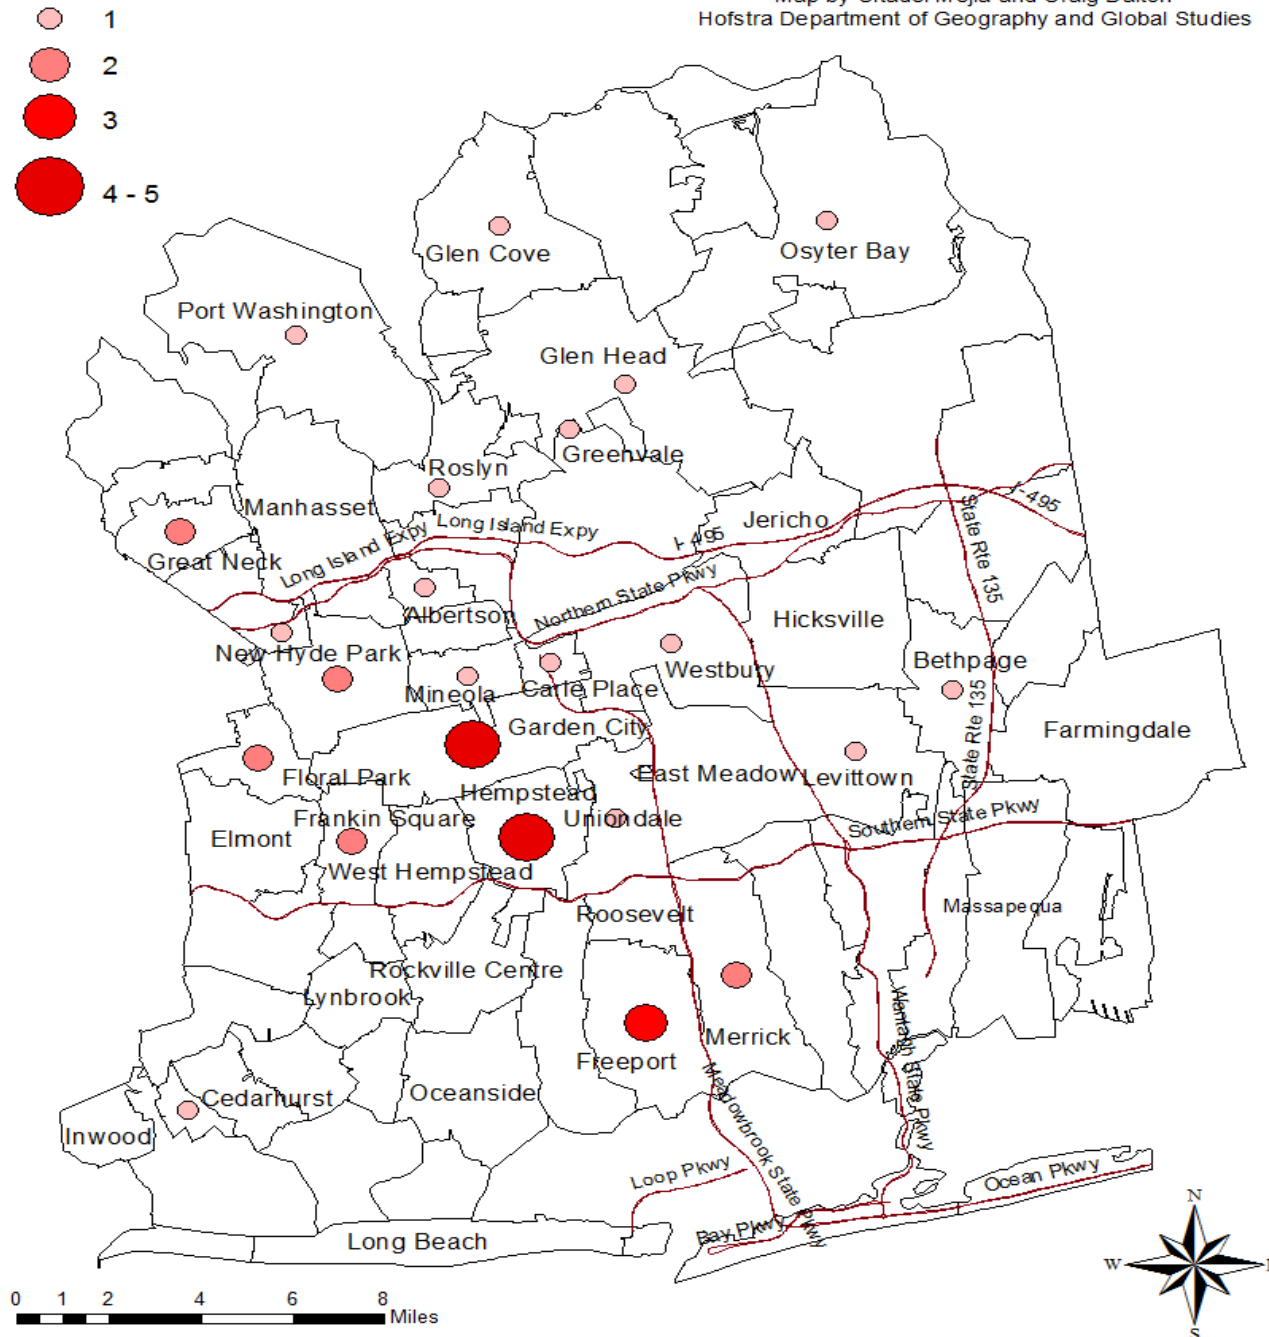 1
2
3
4 - 5
Hofstra Department of Geography and Global Studies
Glen Cove
Osyter Bay
Port Washington
Glen Head
Greenvale
Roslyn
Manhasset
Long Island Expy
Long Island Expy
I-495
Jericho
I-495
State Rte 135
Great Neck
Albertson
Northern State Pkwy
Hicksville
New Hyde Park
Westbury
Bethpage
Mineola
Carle Place
Garden City
State Rte 135
Farmingdale
Floral Park
Hempstead
East Meadow
Levittown
Frankin Square
Uniondale
Southern State Pkwy
Elmont
West Hempstead
Roosevelt
Massapequa
Rockville Centre
Lynbrook
Wantagh State Pkwy
Merrick
Freeport
Meadowbrook State Pkwy
Cedarhurst
Oceanside
Inwood
Loop Pkwy
Ocean Pkwy
Bay Pkwy
Long Beach
N
W
S
0 1 2 4 6 8
Miles